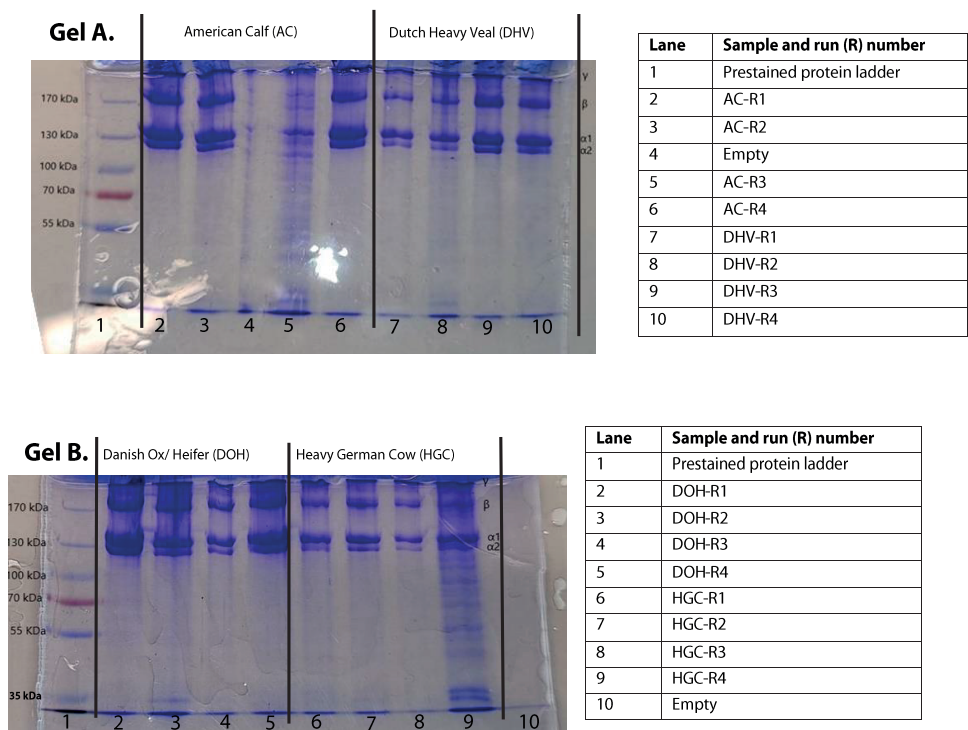 Gel A.
American Calf (AC)
Dutch Heavy Veal (DHV)
170 kDa
130 kDa
100 kDa
70 kDa
55 kDa
γ
β
α1
α2
1 2 3 4 5 6 7 8 9 10
Lane Sample and run (R) number
1 Prestained protein ladder
2 AC-R1
3 AC-R2
4 Empty
5 AC-R3
6 AC-R4
7 DHV-R1
8 DHV-R2
9 DHV-R3
10 DHV-R4
Gel B.
Danish Ox/ Heifer (DOH)
Heavy German Cow (HGC)
170 kDa
130 kDa
100 kDa
70 kDa
55 KDa
35 kDa
γ
β
α1
α2
1 2 3 4 5 6 7 8 9 10
Lane Sample and run (R) number
1 Prestained protein ladder
2 DOH-R1
3 DOH-R2
4 DOH-R3
5 DOH-R4
6 HGC-R1
7 HGC-R2
8 HGC-R3
9 HGC-R4
10 Empty